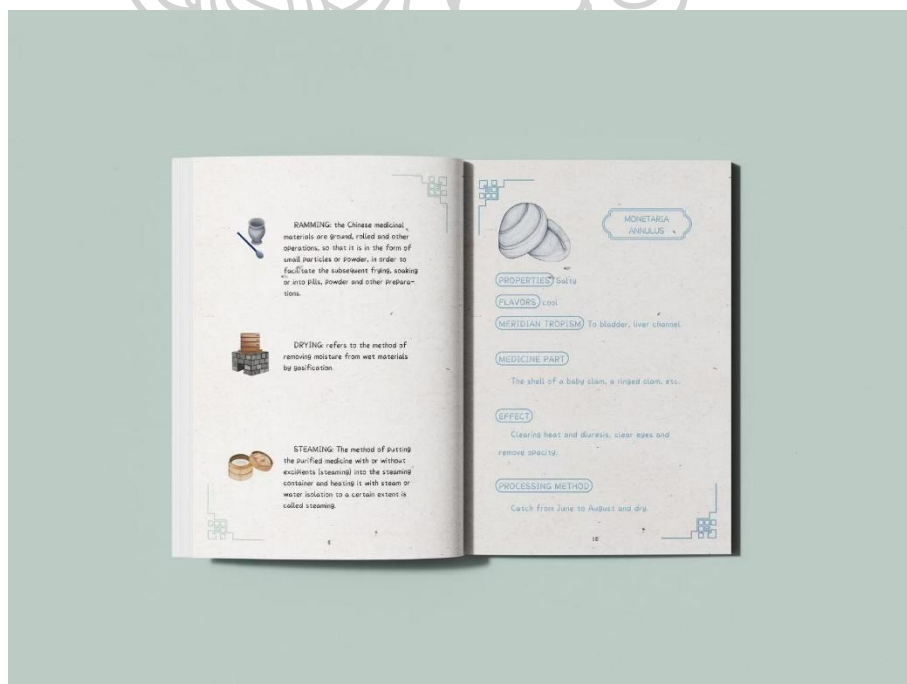 RAMMING: the Chinese medicinal
materials are ground, rolled and other
operations, so that it is in the form of
small particles or powder, in order to
facilitate the subsequent frying, soaking
or into pills, powder and other prepara-
tions.
DRYING: refers to the method of
removing moisture from wet materials
by gasification.
STEAMING: The method of putting
the purified medicine with or without
excipients (steaming) into the steaming
container and heating it with steam or
water isolation to a certain extent is
called steaming.
MONETARIA
ANNULUS
PROPERTIES Salty
FLAVORS cool
MERIDIAN TROPISM To bladder, liver channel.
MEDICINE PART
The shell of a baby clam, a ringed clam, etc.
EFFECT
Clearing heat and diuresis, clear eyes and
remove opacity.
PROCESSING METHOD
Catch from June to August and dry.